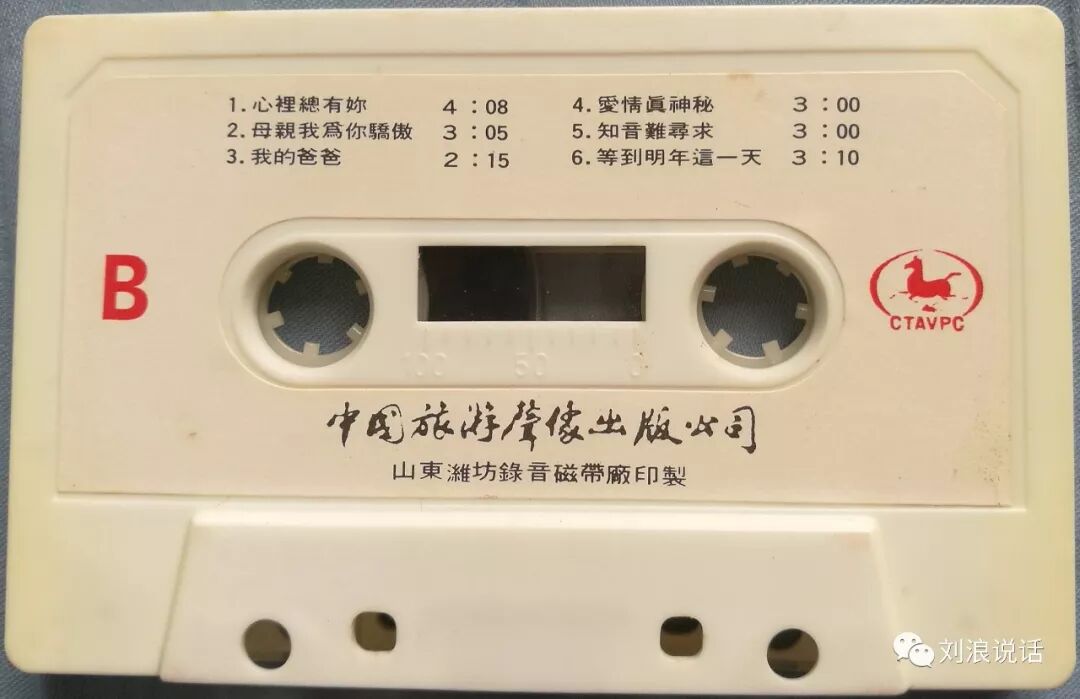 1.心裡總有妳 4：08
2.母親我爲你驕傲 3：05
3.我的爸爸 2：15
4.愛情眞神秘 3：00
5.知音難尋求 3：00
6.等到明年這一天 3：10
B
CTAVPC
100 50 0
中国旅游聲像出版公司
山東濰坊錄音磁帶廠印製
刘浪说话